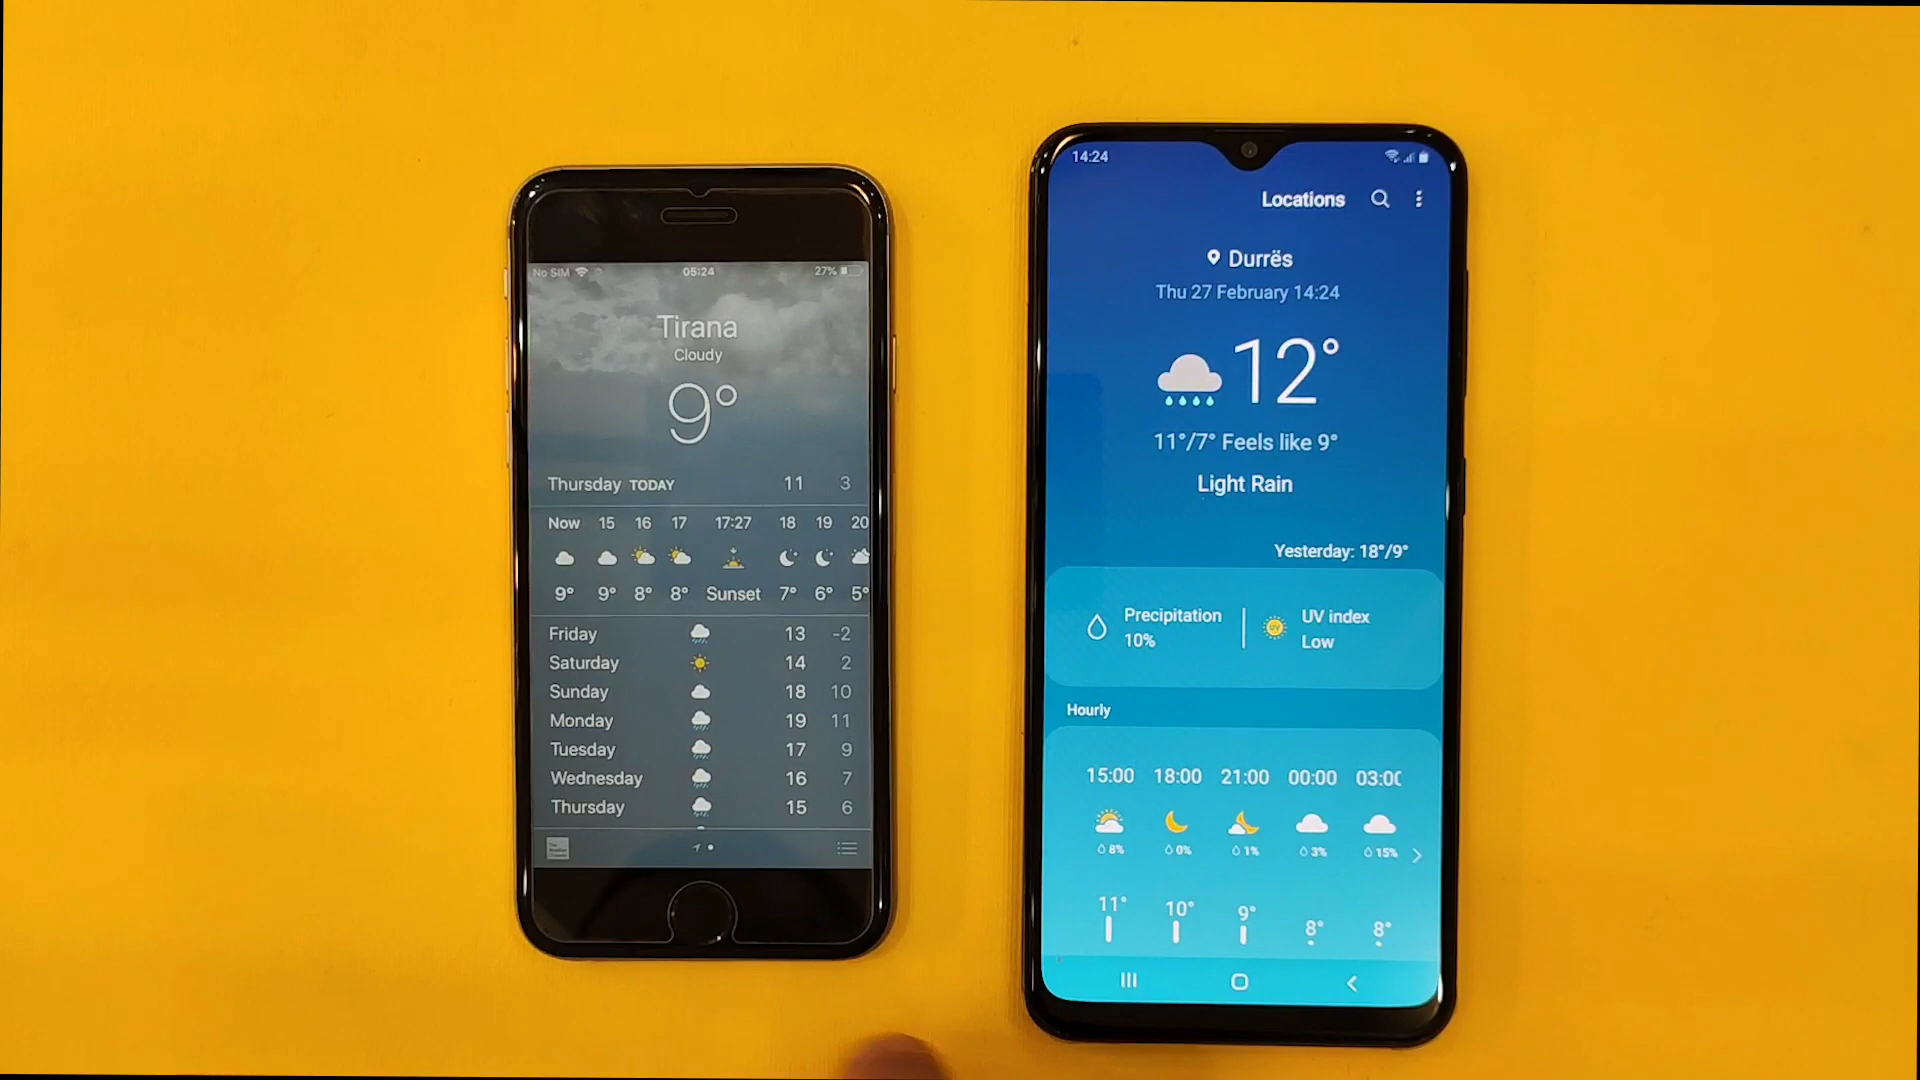 No SIM 05:24 27%
Tirana
Cloudy
9°
Thursday TODAY 11 3
Now 15 16 17 17:27 18 19 20
9° 9° 8° 8° Sunset 7° 6° 5°
Friday 13 -2
Saturday 14 2
Sunday 18 10
Monday 19 11
Tuesday 17 9
Wednesday 16 7
Thursday 15 6
14:24
Locations
Durrës
Thu 27 February 14:24
12°
11°/7° Feels like 9°
Light Rain
Yesterday: 18°/9°
Precipitation
10%
UV index
Low
Hourly
15:00 18:00 21:00 00:00 03:00
8% 0% 1% 3% 15%
11° 10° 9° 8° 8°